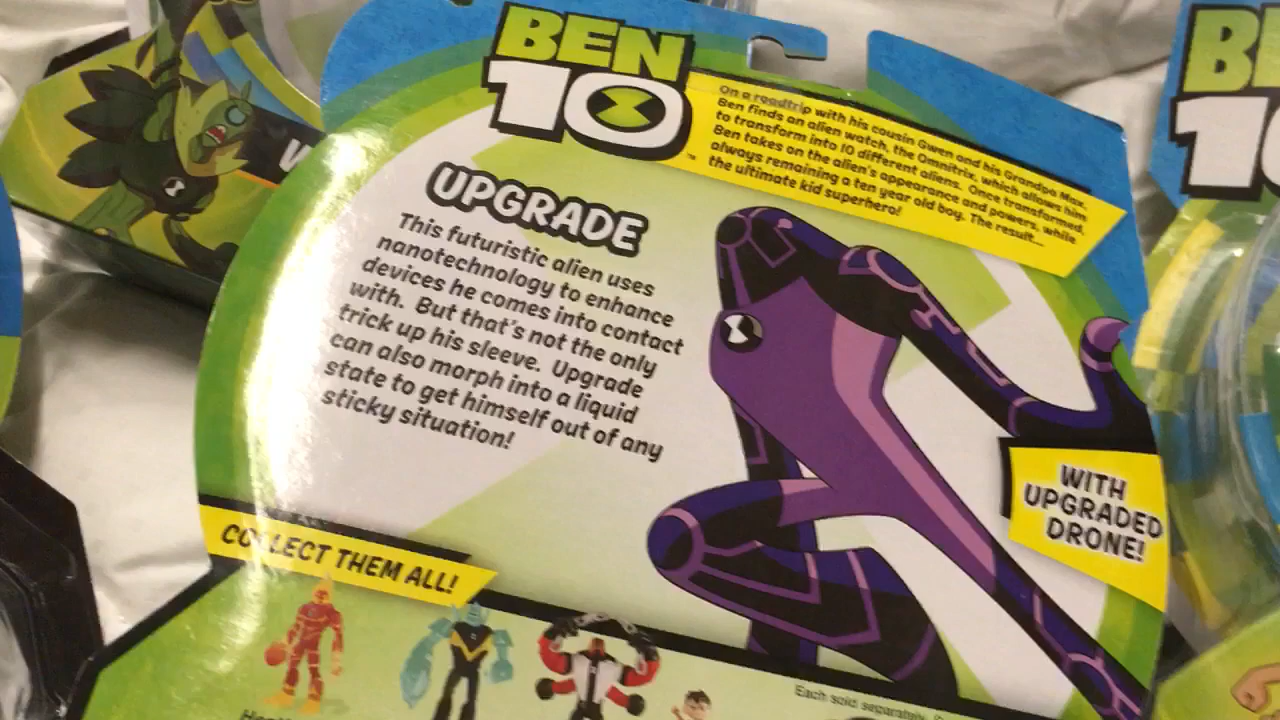 BEN
10
On a roadtrip with his cousin Gwen and his Grandpa Max,
Ben finds an alien watch, the Omnitrix, which allows him
to transform into 10 different aliens. Once transformed,
Ben takes on the alien's appearance and powers, while
always remaining a ten year old boy. The result...
the ultimate kid superhero!
UPGRADE
This futuristic alien uses
nanotechnology to enhance
devices he comes into contact
with. But that's not the only
trick up his sleeve. Upgrade
can also morph into a liquid
state to get himself out of any
sticky situation!
WITH
UPGRADED
DRONE!
COLLECT THEM ALL!
Each sold separately.